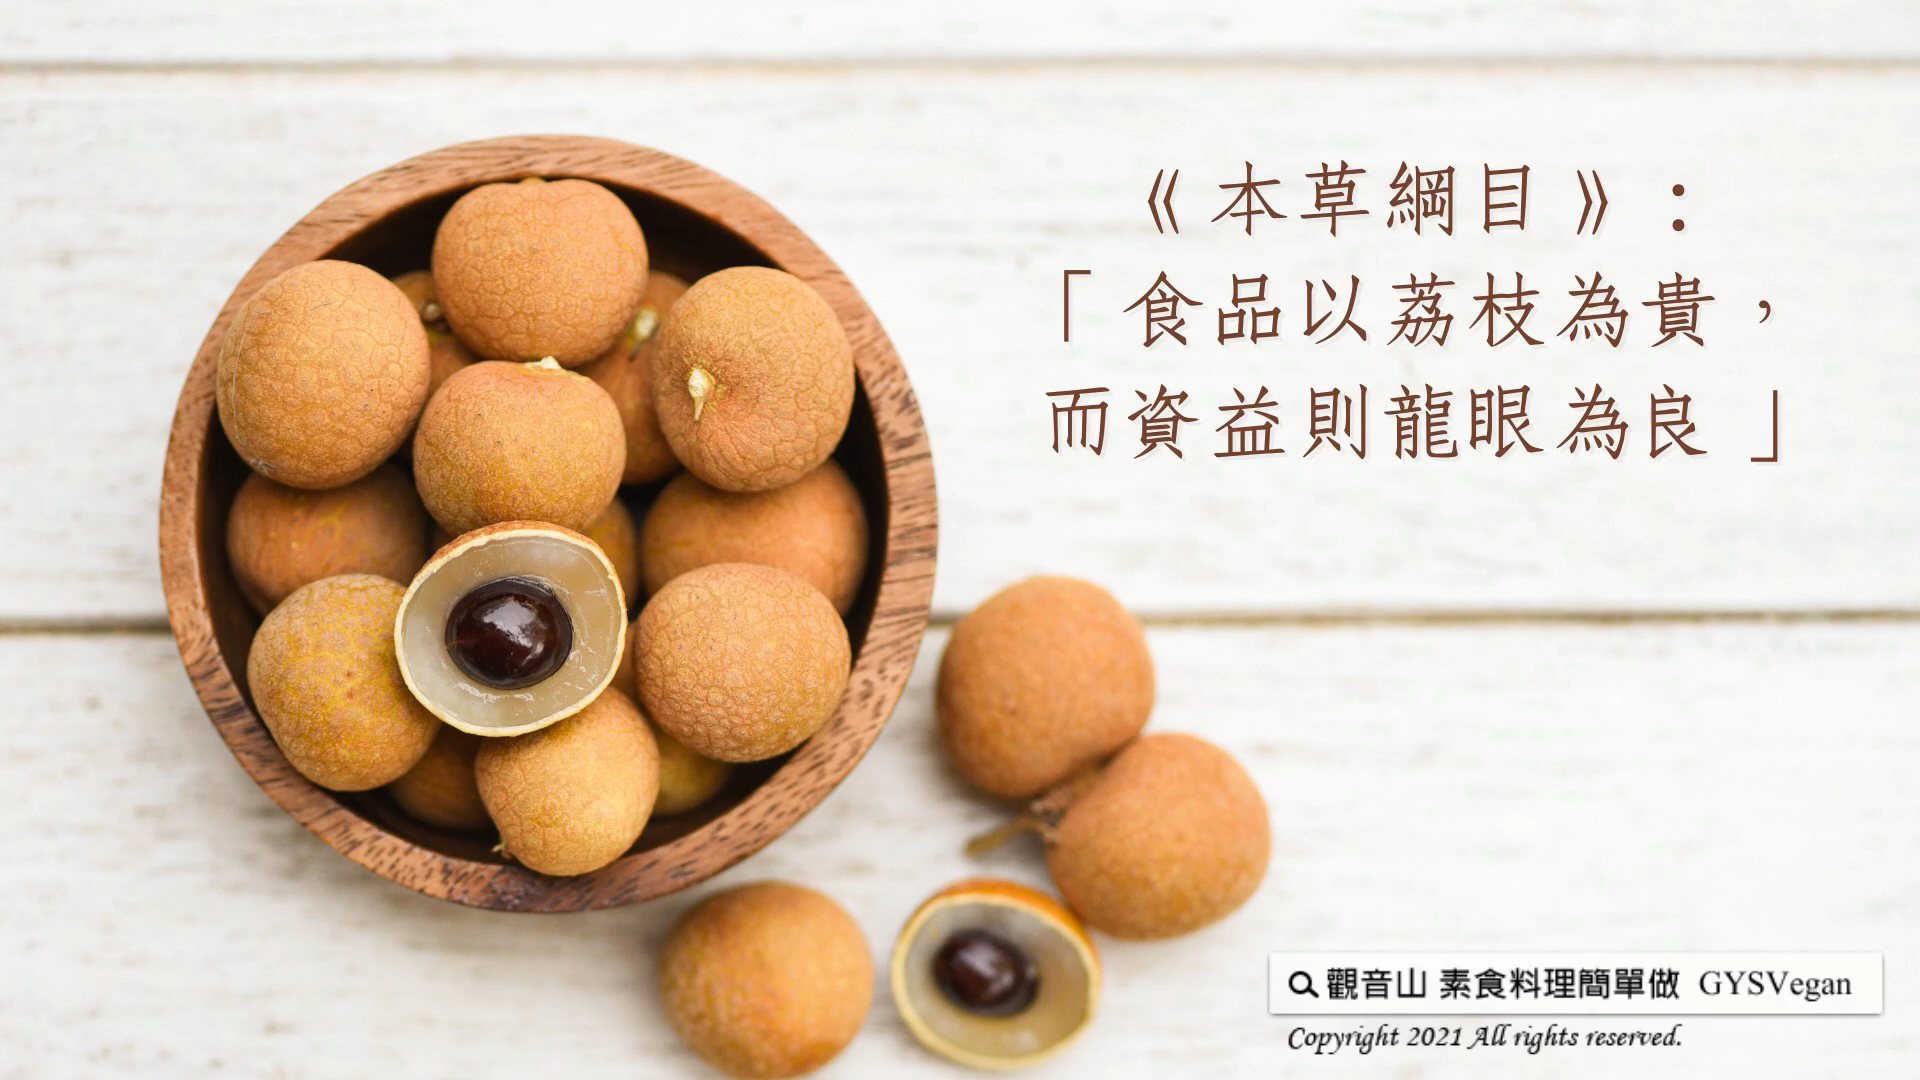 《本草綱目》：
「食品以荔枝為貴，
而資益則龍眼為良」
觀音山 素食料理簡單做 GYSVegan
Copyright 2021 All rights reserved.